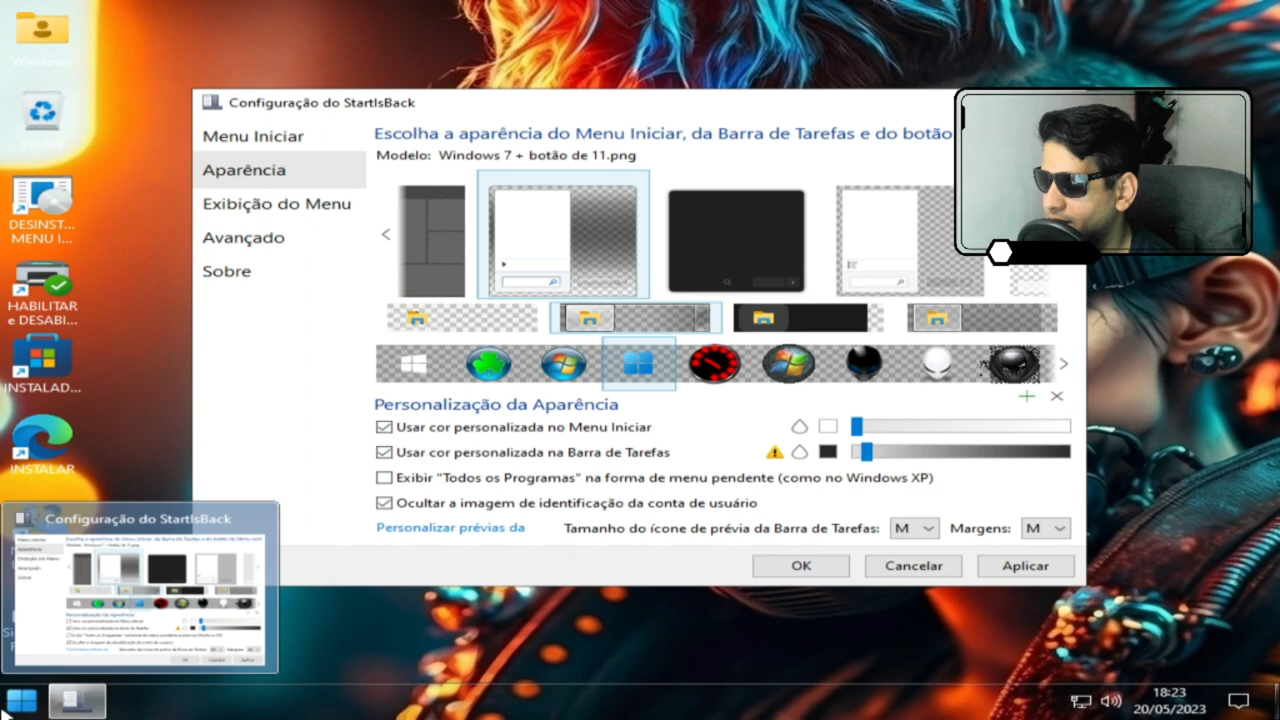 Windows
Configuração do StartIsBack
Menu Iniciar
Aparência
Exibição do Menu
Avançado
Sobre
Escolha a aparência do Menu Iniciar, da Barra de Tarefas e do botão
Modelo: Windows 7 + botão de 11.png
DESINST...
MENU I...
HABILITAR
e DESABI...
INSTALAD...
INSTALAR
Personalização da Aparência
Usar cor personalizada no Menu Iniciar
Usar cor personalizada na Barra de Tarefas
Exibir "Todos os Programas" na forma de menu pendente (como no Windows XP)
Ocultar a imagem de identificação da conta de usuário
Personalizar prévias da
Tamanho do ícone de prévia da Barra de Tarefas: M
Margens: M
OK
Cancelar
Aplicar
Configuração do StartIsBack
18:23
20/05/2023